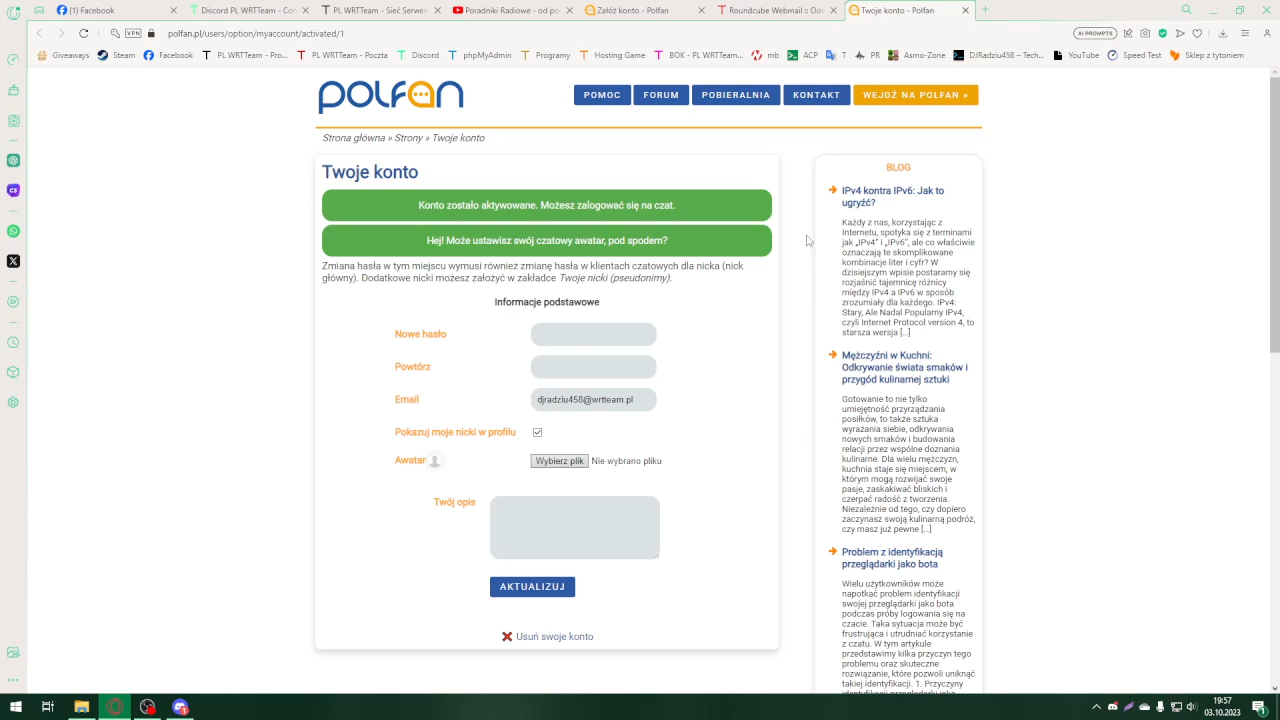 (1) Facebook
Discord PL WRTTeam - Con
PL WRTTeam
Poradniki Radiowe - od po
Załóż konto - Polfan
Roundcube Webmail :: Odb
Twoje konto - Polfan
VPN
polfan.pl/users/option/myaccount/activated/1
AI PROMPTS
Giveaways
Steam
Facebook
PL WRTTeam - Pro...
PL WRTTeam - Pro...
Poczta
Discord
phpMyAdmin
Programy
Hosting Game
BOK - PL WRTTea...
mb
ACP
PR
Asmo-Zone
DJRadziu458 – Tech...
YouTube
Speed Test
Sklep z dywanami
polfan
POMOC
FORUM
POBIERALNIA
KONTAKT
WEJDŹ NA POLFAN »
Strona główna » Strony » Twoje konto
Twoje konto
Konto zostało aktywowane. Możesz zalogować się na czat.
Hej! Może ustawisz swój czatowy awatar, pod spodem?
Zmiana hasła w tym miejscu wymusi również zmianę hasła w klientach czatowych dla nicka (nick
główny). Dodatkowe nicki możesz założyć w zakładce Twoje nicki (pseudonimy).
Informacje podstawowe
Nowe hasło
Powtórz
Email
djradziu458@wrtteam.pl
Pokazuj moje nicki w profilu
Awatar
Wybierz plik Nie wybrano pliku
Twój opis
AKTUALIZUJ
Usuń swoje konto
BLOG
IPv4 kontra IPv6: Jak to
ugryźć?
Każdy z nas, korzystając z
Internetu, spotyka się z terminami
jak „IPv4" i „IPv6", ale co właściwie
oznaczają te skomplikowane
kombinacje liter i cyfr? W
dzisiejszym wpisie postaramy się
rozjaśnić tajemnicę różnicy
między IPv4 a IPv6 w sposób
zrozumiały dla każdego. IPv4:
Stary, Ale Nadal Popularny IPv4,
czyli Internet Protocol version 4, to
starsza wersja [...]
Mężczyźni w Kuchni:
Odkrywanie świata smaków i
przygód kulinarnej sztuki
Gotowanie to nie tylko
umiejętność przyrządzania
posiłków, to także sztuka
wyrażania siebie, odkrywania
nowych smaków i budowania
relacji przez wspólne doznania
kulinarne. Dla wielu mężczyzn,
kuchnia staje się miejscem, w
którym mogą rozwijać swoje
pasje, zaskakiwać bliskich i
czerpać radość z tworzenia.
Niezależnie od tego, czy dopiero
zaczynasz swoją kulinarną podróż,
czy masz już pewne [...]
Problem z identyfikacją
przeglądarki jako bota
Wielu użytkowników może
napotkać problem identyfikacji
swojej przeglądarki jako bota
podczas próby logowania się na
czacie. Taka sytuacja może być
frustrująca i utrudniać korzystanie
z czatu. W tym artykule
przedstawimy kilka przyczyn tego
problemu oraz skuteczne
rozwiązanie, które pozwoli uniknąć
takiej identyfikacji. 1. Przyczyny
identyfikacji przeglądarki jako
19:57
03.10.2023